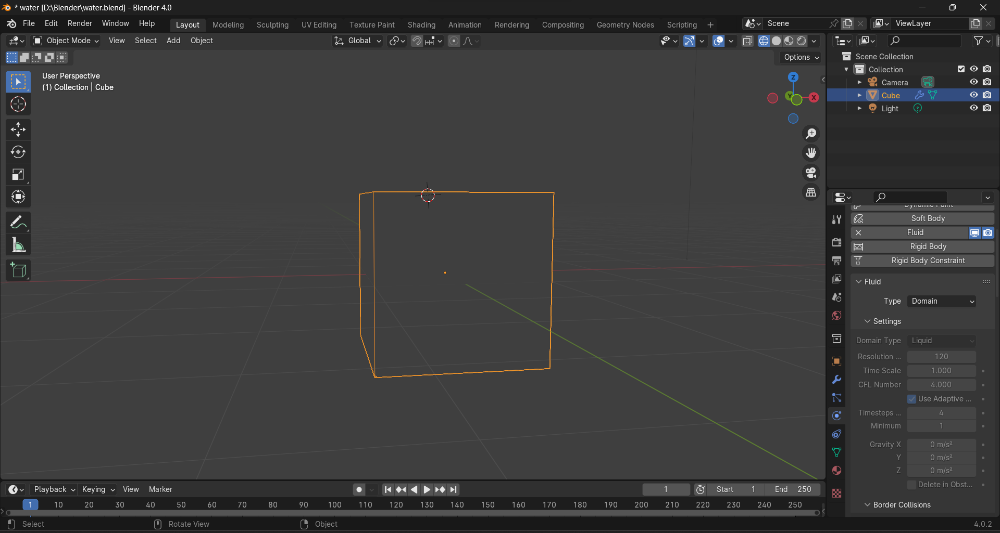 * water [D:\Blender\water.blend] - Blender 4.0
File Edit Render Window Help Layout Modeling Sculpting UV Editing Texture Paint Shading Animation Rendering Compositing Geometry Nodes Scripting + Scene ViewLayer
Object Mode View Select Add Object Global
Options
User Perspective
(1) Collection | Cube
Z
Y
X
Scene Collection
Collection
Camera
Cube
Light
Dynamic Paint
Soft Body
Fluid
Rigid Body
Rigid Body Constraint
Fluid
Type Domain
Settings
Domain Type Liquid
Resolution ... 120
Time Scale 1.000
CFL Number 4.000
Use Adaptive ...
Timesteps ... 4
Minimum 1
Gravity X 0 m/s²
Y 0 m/s²
Z 0 m/s²
Delete in Obst...
Border Collisions
Playback Keying View Marker 1 Start 1 End 250
1 10 20 30 40 50 60 70 80 90 100 110 120 130 140 150 160 170 180 190 200 210 220 230 240 250
Select Rotate View Object 4.0.2